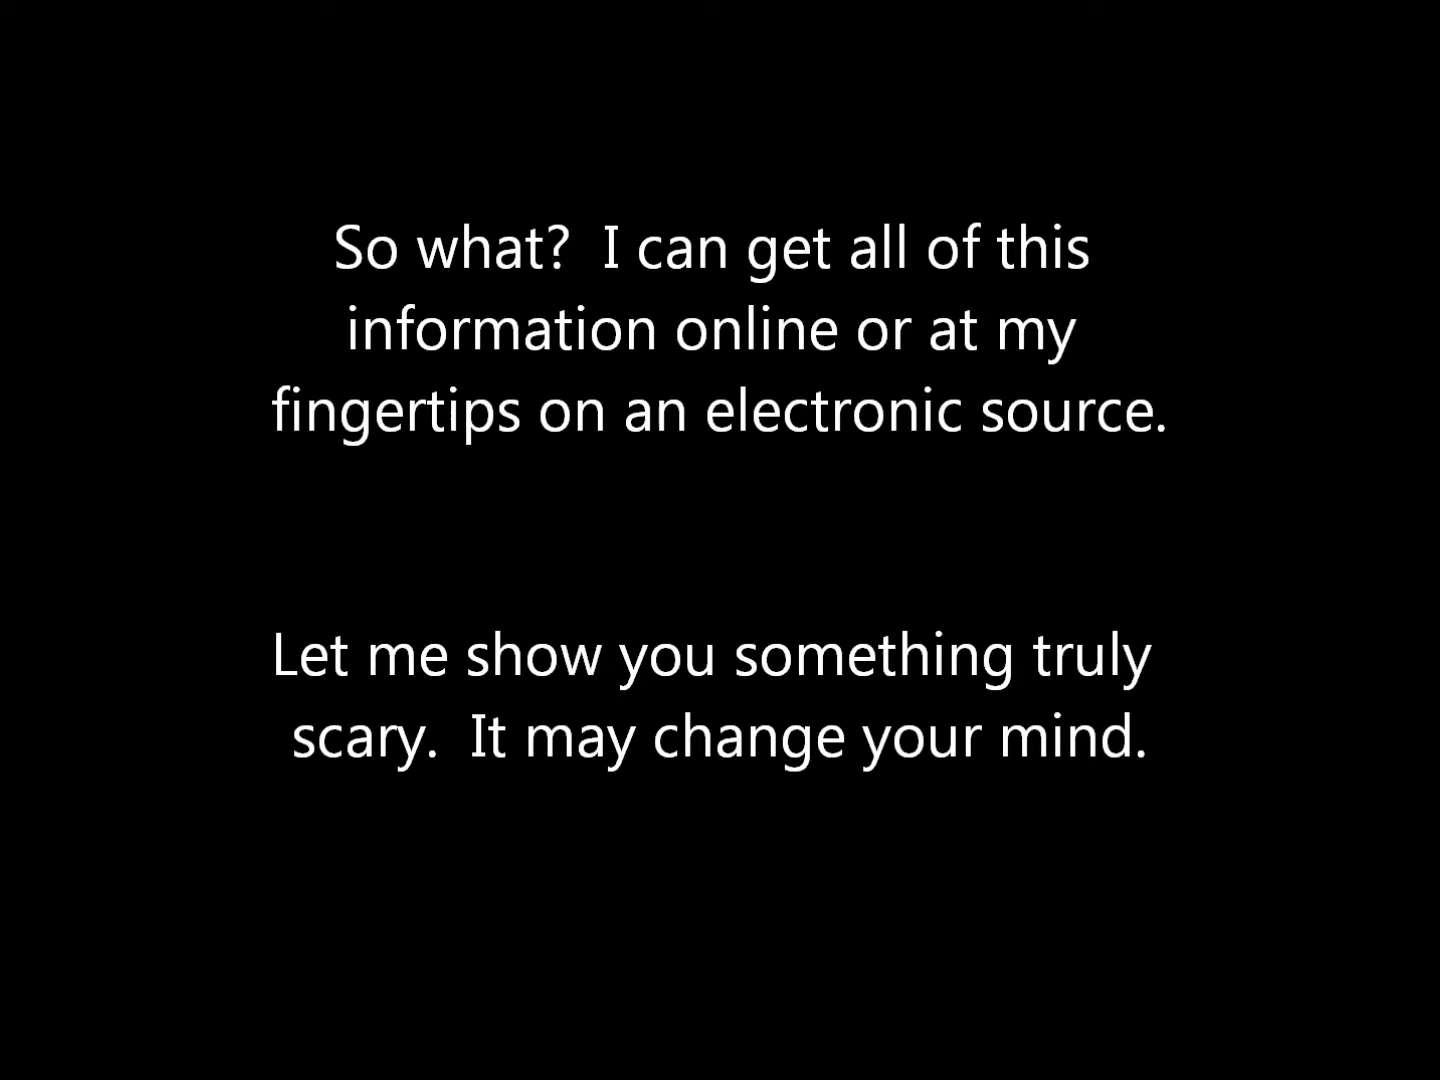 So what?  I can get all of this
information online or at my
fingertips on an electronic source.
Let me show you something truly
scary.  It may change your mind.